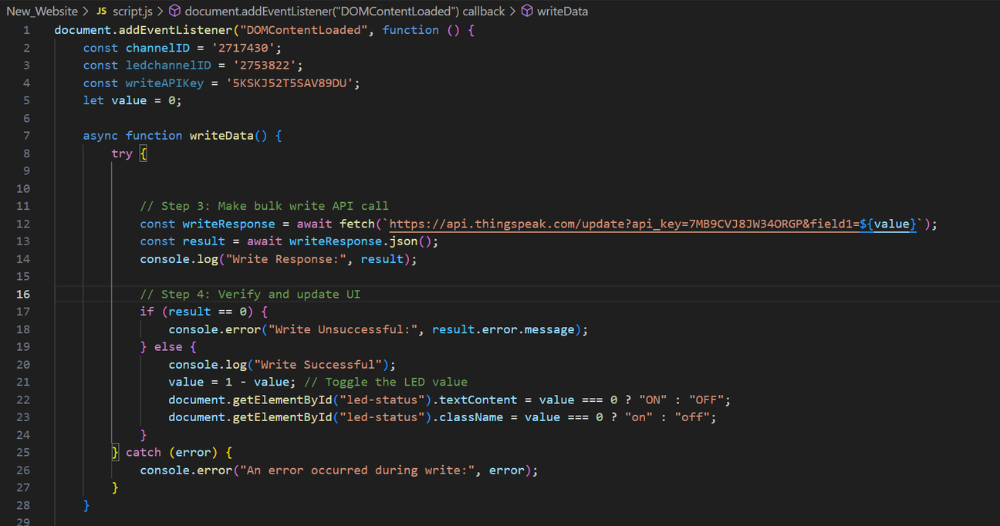 New_Website > JS script.js > document.addEventListener("DOMContentLoaded") callback > writeData
1 document.addEventListener("DOMContentLoaded", function () {
2 const channelID = '2717430';
3 const ledchannelID = '2753822';
4 const writeAPIKey = '5KSKJ52T5SAV89DU';
5 let value = 0;
6
7 async function writeData() {
8 try {
9
10
11 // Step 3: Make bulk write API call
12 const writeResponse = await fetch(`https://api.thingspeak.com/update?api_key=7MB9CVJ8JW34ORGP&field1=${value}`);
13 const result = await writeResponse.json();
14 console.log("Write Response:", result);
15
16 // Step 4: Verify and update UI
17 if (result == 0) {
18 console.error("Write Unsuccessful:", result.error.message);
19 } else {
20 console.log("Write Successful");
21 value = 1 - value; // Toggle the LED value
22 document.getElementById("led-status").textContent = value === 0 ? "ON" : "OFF";
23 document.getElementById("led-status").className = value === 0 ? "on" : "off";
24 }
25 } catch (error) {
26 console.error("An error occurred during write:", error);
27 }
28 }
29